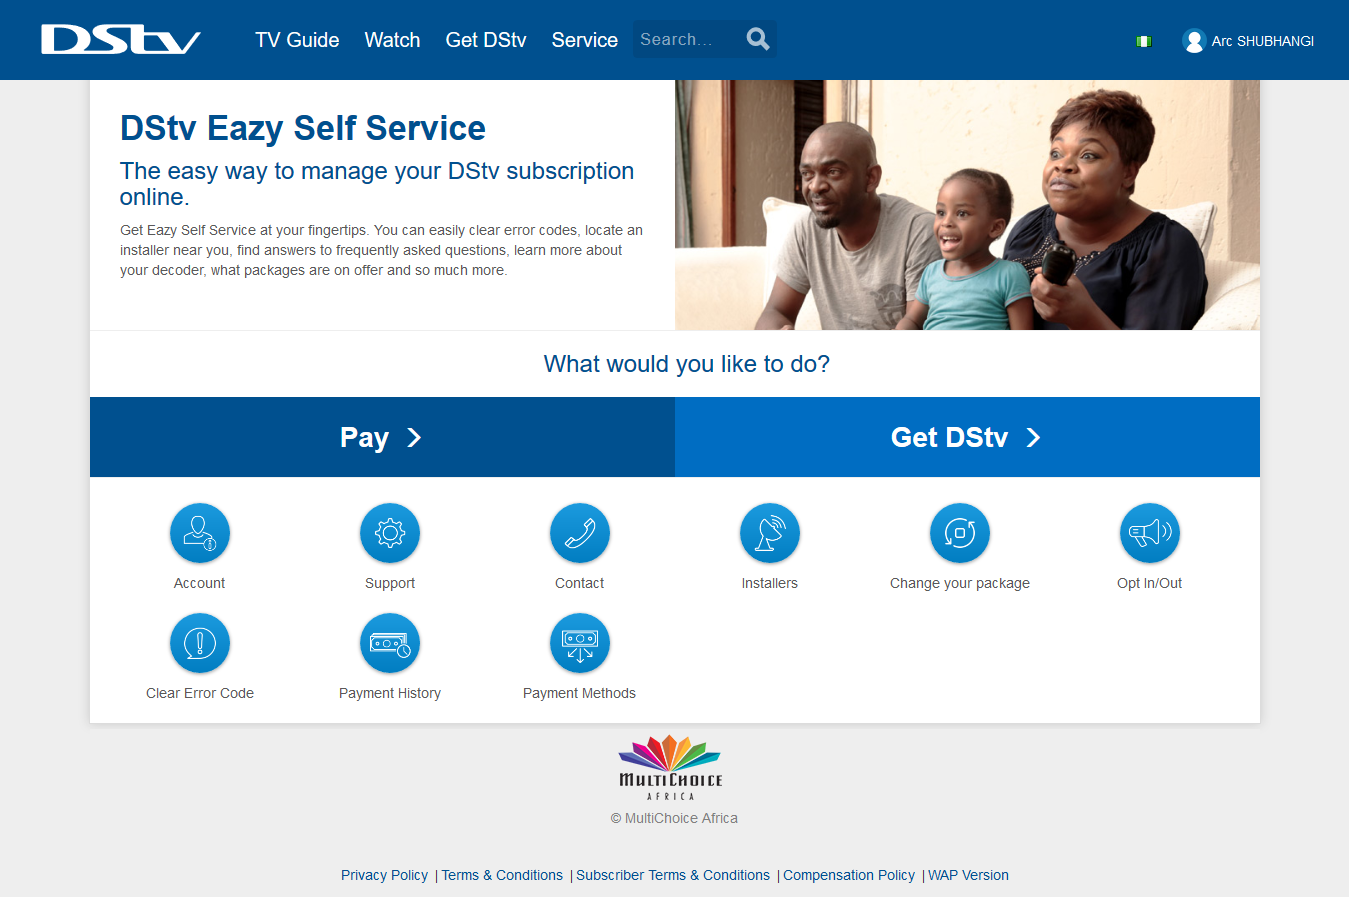 DStv
TV Guide
Watch
Get DStv
Service
Search...
Arc SHUBHANGI
DStv Eazy Self Service
The easy way to manage your DStv subscription
online.
Get Eazy Self Service at your fingertips. You can easily clear error codes, locate an
installer near you, find answers to frequently asked questions, learn more about
your decoder, what packages are on offer and so much more.
What would you like to do?
Pay
Get DStv
Account
Support
Contact
Installers
Change your package
Opt In/Out
Clear Error Code
Payment History
Payment Methods
MULTICHOICE
AFRICA
© MultiChoice Africa
Privacy Policy | Terms & Conditions | Subscriber Terms & Conditions | Compensation Policy | WAP Version